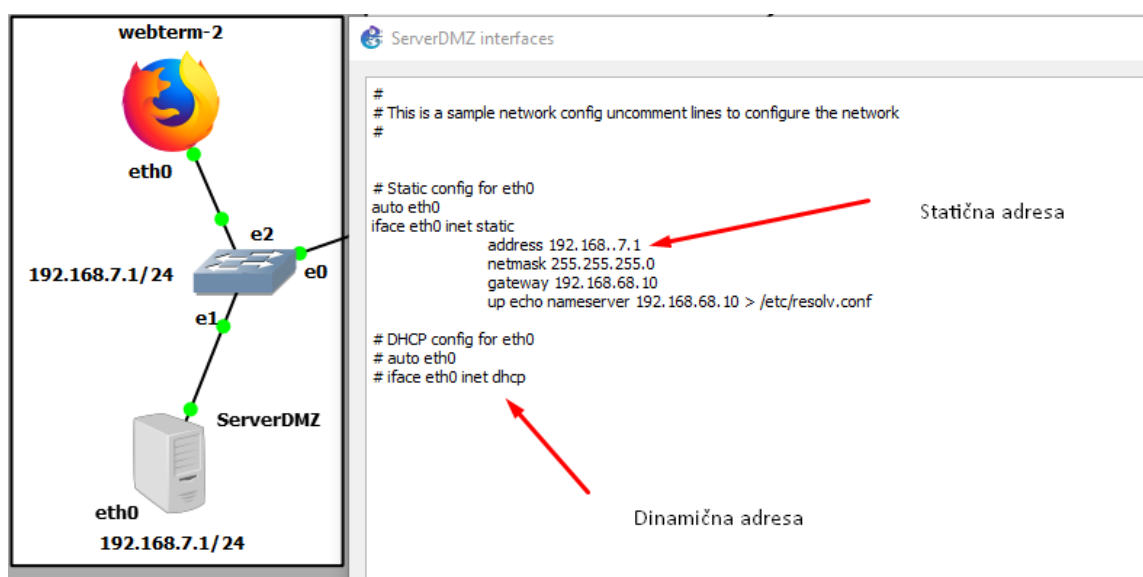 webterm-2
eth0
e2
192.168.7.1/24
e0
e1
ServerDMZ
eth0
192.168.7.1/24
ServerDMZ interfaces
#
# This is a sample network config uncomment lines to configure the network
#
# Static config for eth0
auto eth0
iface eth0 inet static
address 192.168..7.1
netmask 255.255.255.0
gateway 192.168.68.10
up echo nameserver 192.168.68.10 > /etc/resolv.conf
# DHCP config for eth0
# auto eth0
# iface eth0 inet dhcp
Statična adresa
Dinamična adresa